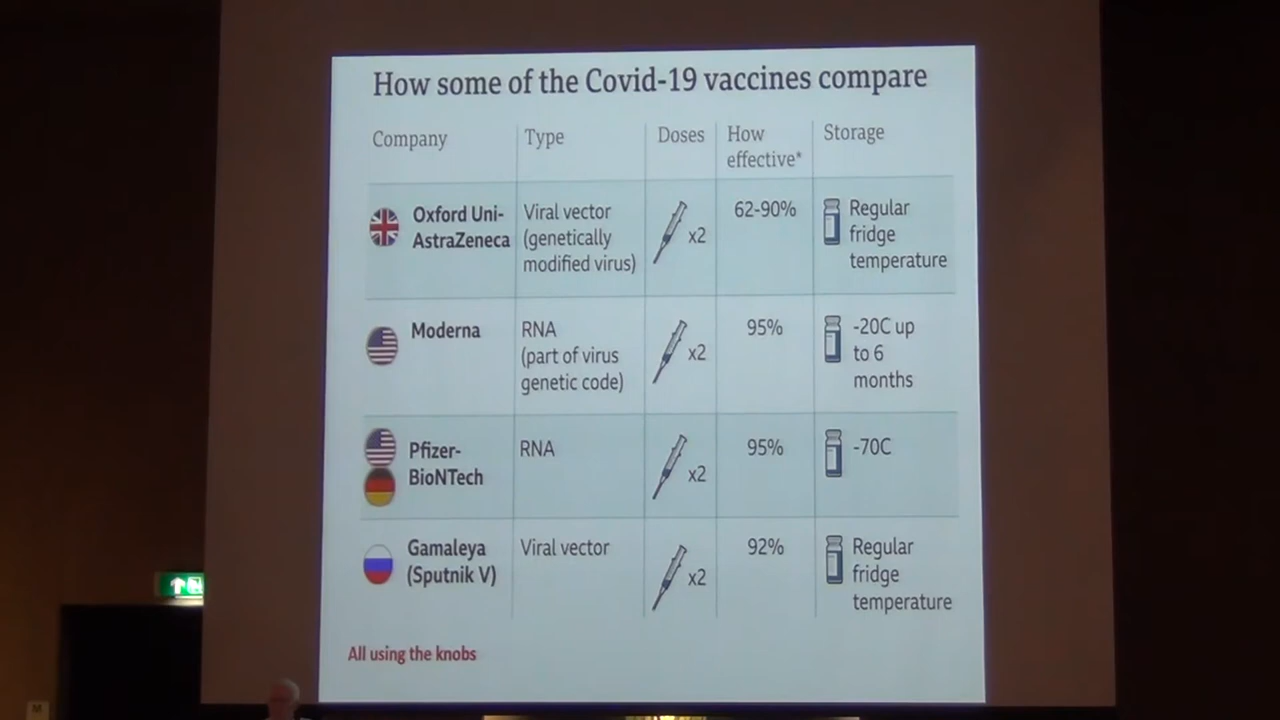 How some of the Covid-19 vaccines compare
Company
Type
Doses
How
effective*
Storage
Oxford Uni-
AstraZeneca
Viral vector
(genetically
modified virus)
x2
62-90%
Regular
fridge
temperature
Moderna
RNA
(part of virus
genetic code)
x2
95%
-20C up
to 6
months
Pfizer-
BioNTech
RNA
x2
95%
-70C
Gamaleya
(Sputnik V)
Viral vector
x2
92%
Regular
fridge
temperature
All using the knobs
M